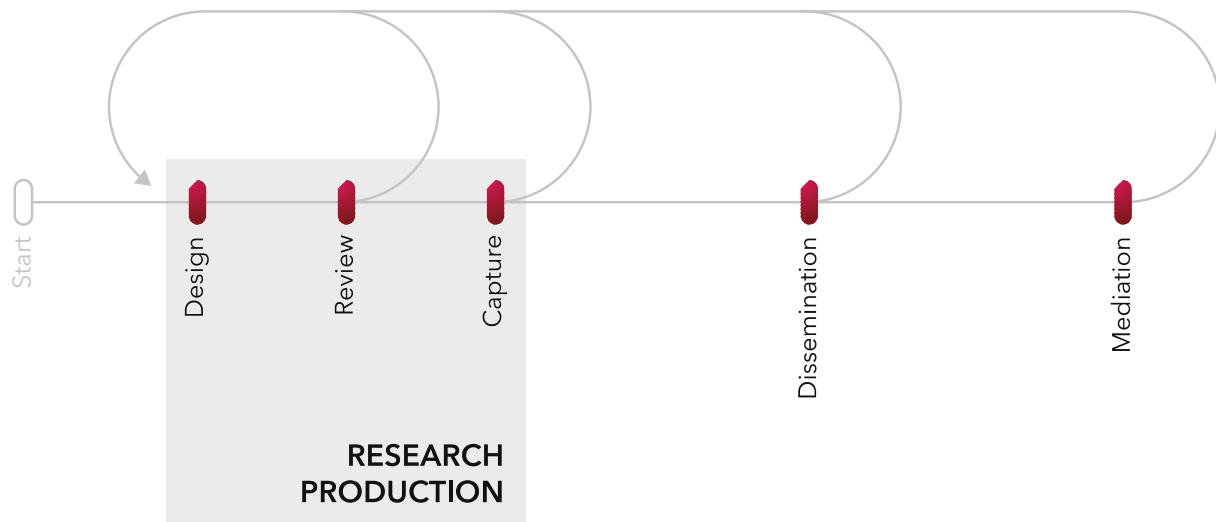 Start
Design
Review
Capture
Dissemination
Mediation
RESEARCH
PRODUCTION